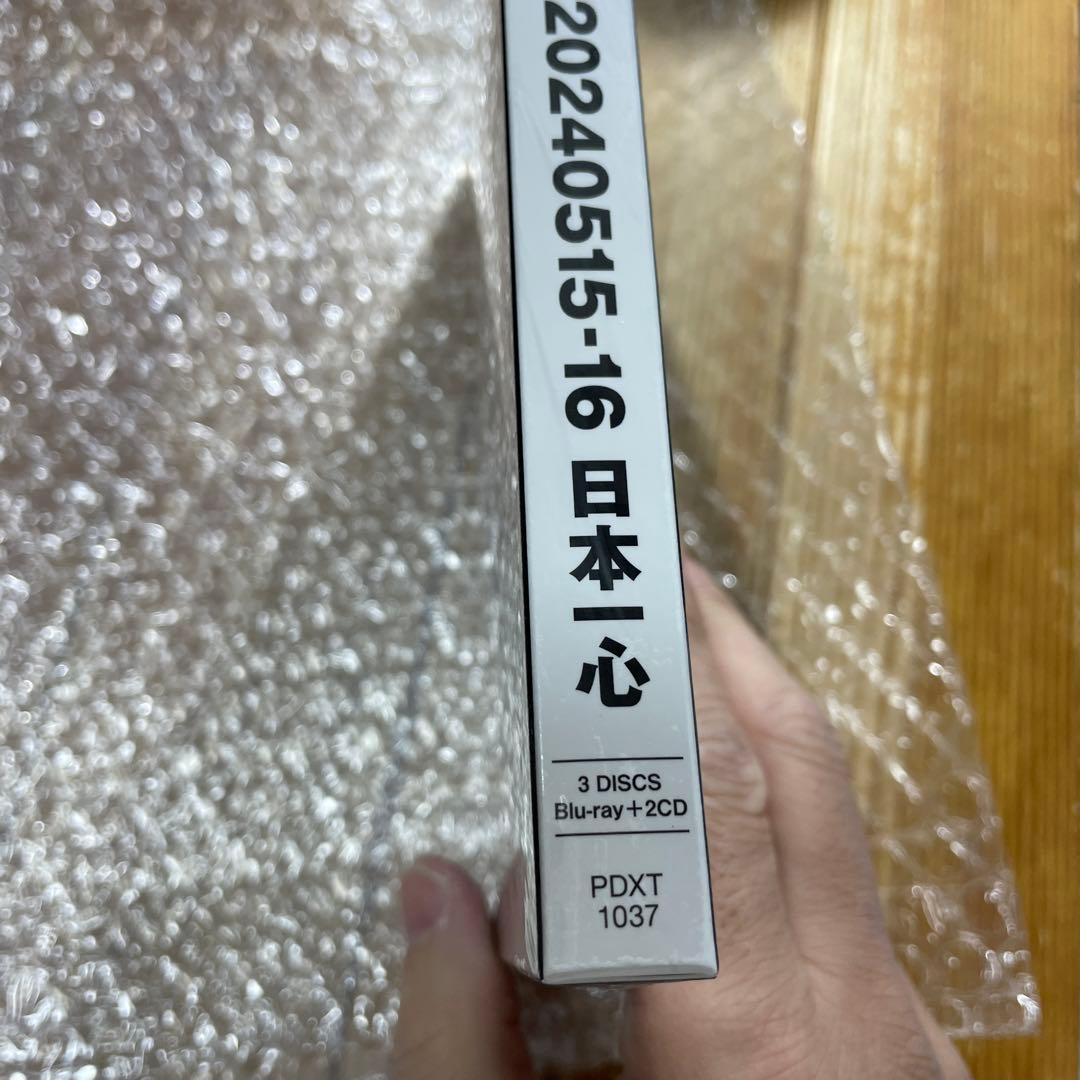 20240515-16 日本一心
3 DISCS
Blu-ray+2CD
PDXT
1037